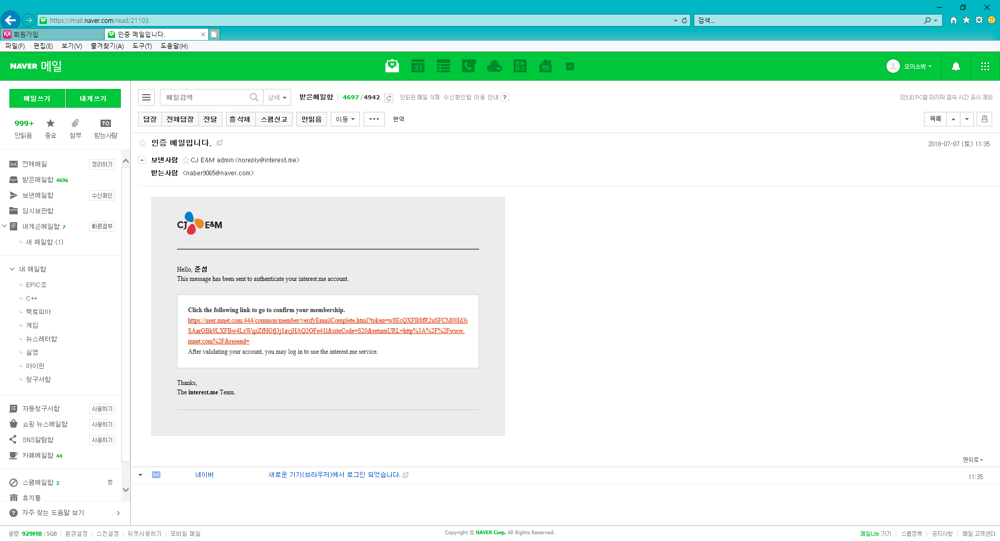 https://mail.naver.com/read/21103
검색...
회원가입
인증 메일입니다.
파일(F) 편집(E) 보기(V) 즐겨찾기(A) 도구(T) 도움말(H)
NAVER 메일
31
오이소박
메일쓰기 내게쓰기
메일검색 상세
받은메일함 4697 / 4942
안읽은 메일 삭제 수신확인함 이용 안내 ?
[안내] PC웹 마지막 접속 시간 표시 제외
답장 전체답장 전달 삭제 스팸신고 안읽음 이동 ••• 번역
목록
999+
안읽음 중요 첨부 TO 받는사람
전체메일 정리하기
받은메일함 4696
보낸메일함 수신확인
임시보관함
내게쓴메일함 7 빠른첨부
새 메일함 (1)
내 메일함
EPIC조
C++
렉토피아
게임
뉴스레터함
실영
아이핀
청구서함
자동청구서함 사용하기
쇼핑·뉴스메일함 사용하기
SNS알림함 사용하기
카페메일함 44
스팸메일함 2
휴지통
자주 찾는 도움말 보기
인증 메일입니다.
2018-07-07 (토) 11:35
보낸사람 CJ E&M admin<noreply@interest.me>
받는사람 <naber9065@naver.com>
CJ E&M
Hello, 준성
This message has been sent to authenticate your interest.me account.
Click the following link to go to confirm your membership.
https://user.mnet.com:444/common/member/verifyEmailComplete.html?token=w8EcQXFB8fR2uSFCM00Id3i
SAarGBk9LXFBw4LzWqzZfHGfj3j1avjHAQ2OFe41l&siteCode=S20&returnURL=http%3A%2F%2Fwww.
mnet.com%2F&resend=
After validating your account, you may log in to use the interest.me service.
Thanks,
The interest.me Team.
맨위로
네이버 새로운 기기(브라우저)에서 로그인 되었습니다. 11:35
용량 929MB / 5GB 환경설정 스킨설정 위젯사용하기 모바일 메일
Copyright © NAVER Corp. All Rights Reserved.
메일Lite 가기 스팸정책 공지사항 메일 고객센터